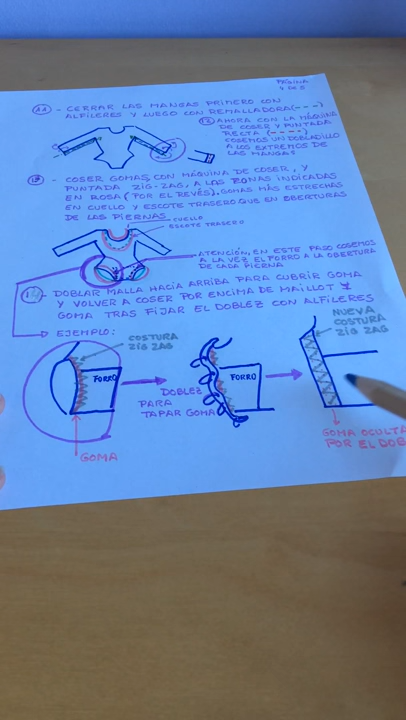 PÁGINA
4 DE 5
11 - CERRAR LAS MANGAS PRIMERO CON
ALFILERES Y LUEGO CON REMALLADORA (---)
12 AHORA CON LA MÁQUINA
DE COSER Y PUNTADA
RECTA (----)
COSEMOS UN DOBLADILLO
A LOS EXTREMOS DE
LAS MANGAS
- COSER GOMAS, CON MÁQUINA DE COSER, Y
PUNTADA ZIG-ZAG, A LAS ZONAS INDICADAS
EN ROSA (POR EL REVÉS). GOMAS MÁS ESTRECHAS
EN CUELLO Y ESCOTE TRASERO QUE EN OBERTURAS
DE LAS PIERNAS
CUELLO
ESCOTE TRASERO
ATENCIÓN, EN ESTE PASO COSEMOS
A LA VEZ EL FORRO A LA OBERTURA
DE CADA PIERNA
14 - DOBLAR MALLA HACIA ARRIBA PARA CUBRIR GOMA
Y VOLVER A COSER POR ENCIMA DE MAILLOT Y
GOMA TRAS FIJAR EL DOBLEZ CON ALFILERES
EJEMPLO:
COSTURA
ZIG ZAG
FORRO
GOMA
DOBLEZ
PARA
TAPAR GOMA
FORRO
NUEVA
COSTURA
ZIG ZAG
GOMA OCULTA
POR EL DOB